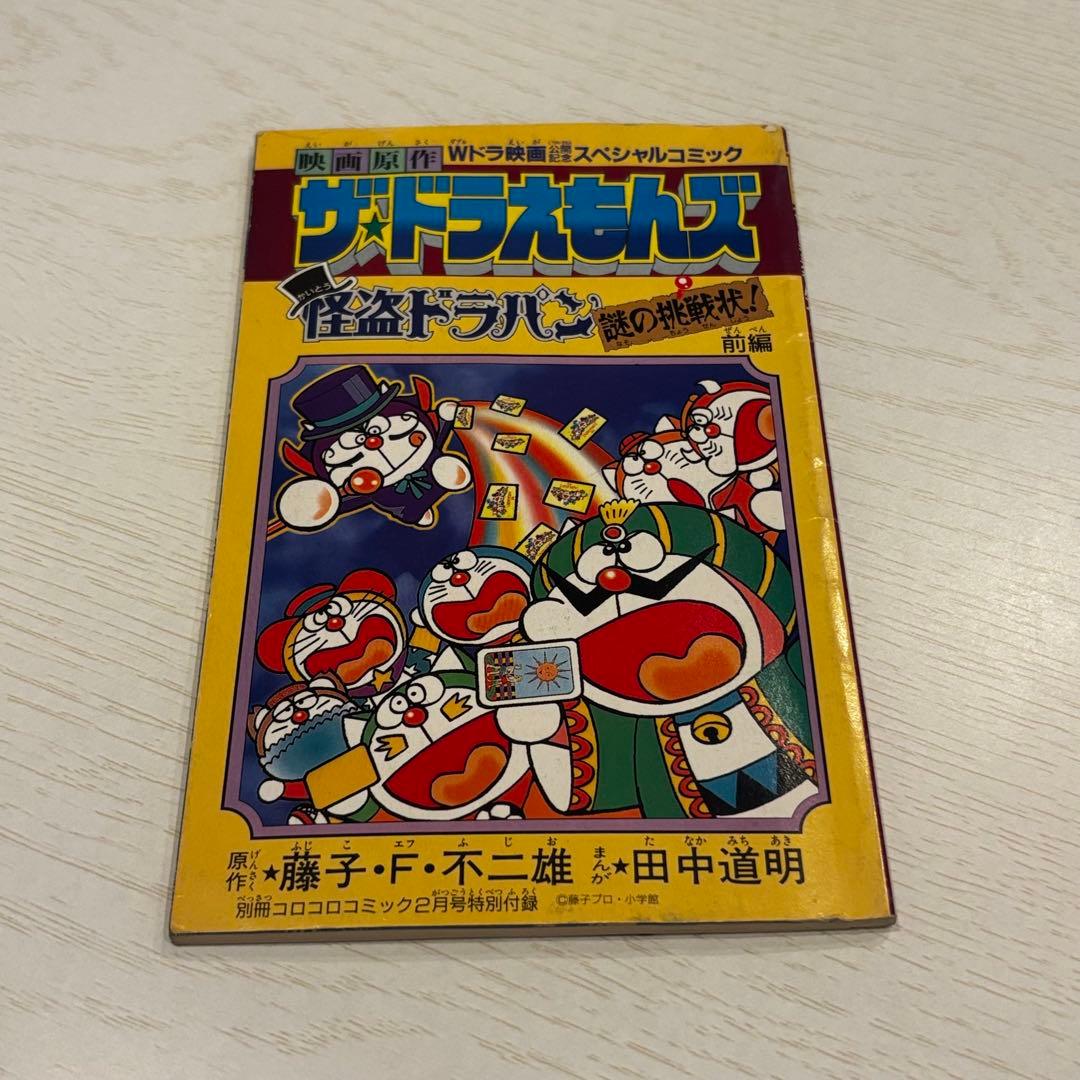 映画原作 Wドラ映画公開記念スペシャルコミック
ザ★ドラえもんズ
怪盗ドラパン
謎の挑戦状!
前編
原作★藤子・F・不二雄 まんが★田中道明
別冊コロコロコミック2月号特別付録 ©藤子プロ・小学館